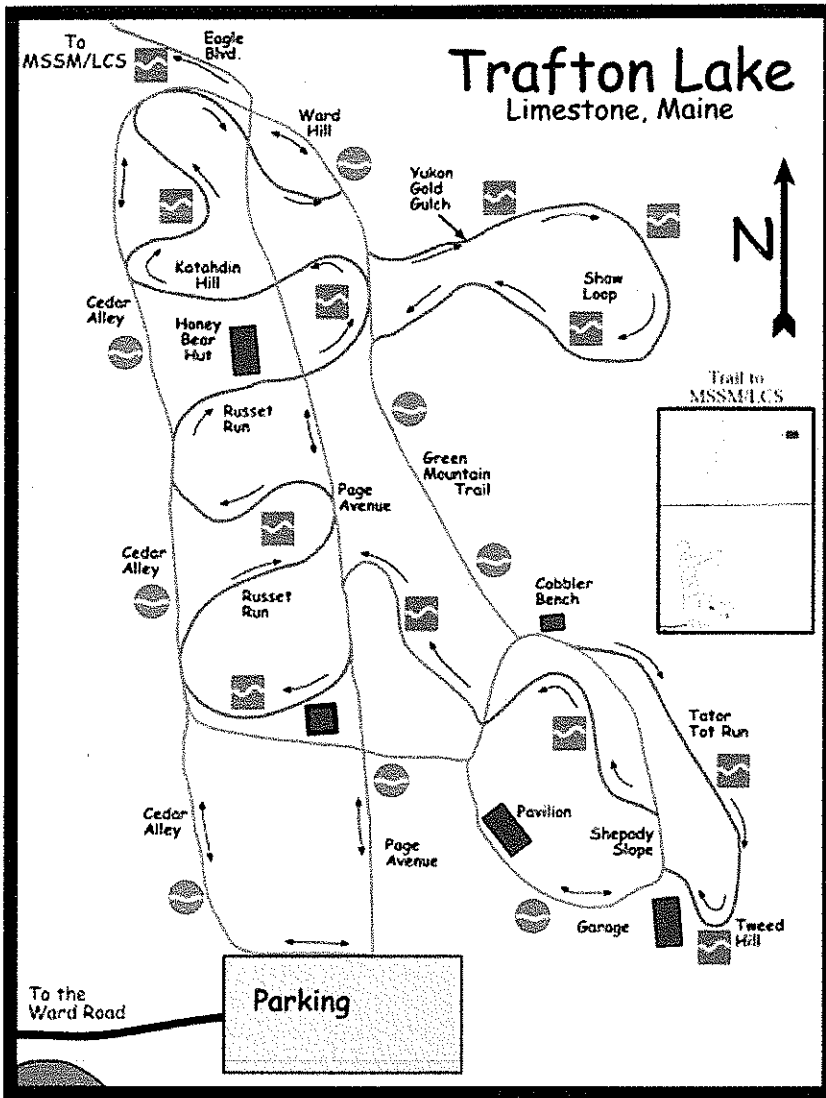 To
MSSM/LCS
Eagle
Blvd.
Trafton Lake
Limestone, Maine
Ward
Hill
Yukon
Gold
Gulch
N
Katahdin
Hill
Shaw
Loop
Cedar
Alley
Honey
Bear
Hut
Trail to
MSSM/LCS
Russet
Run
Green
Mountain
Trail
Page
Avenue
Cedar
Alley
Russet
Run
Cobbler
Bench
Tator
Tot Run
Cedar
Alley
Page
Avenue
Pavilion
Shepody
Slope
Garage
Tweed
Hill
To the
Ward Road
Parking